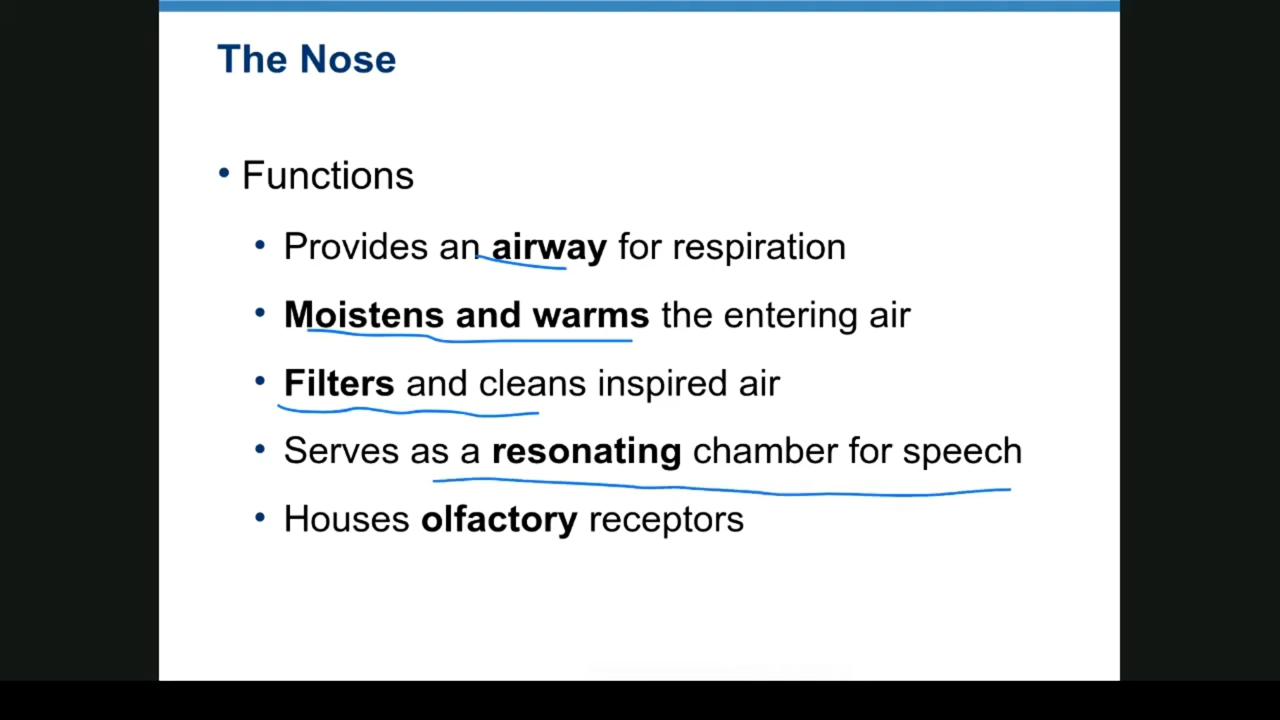 The Nose
• Functions
• Provides an airway for respiration
• Moistens and warms the entering air
• Filters and cleans inspired air
• Serves as a resonating chamber for speech
• Houses olfactory receptors